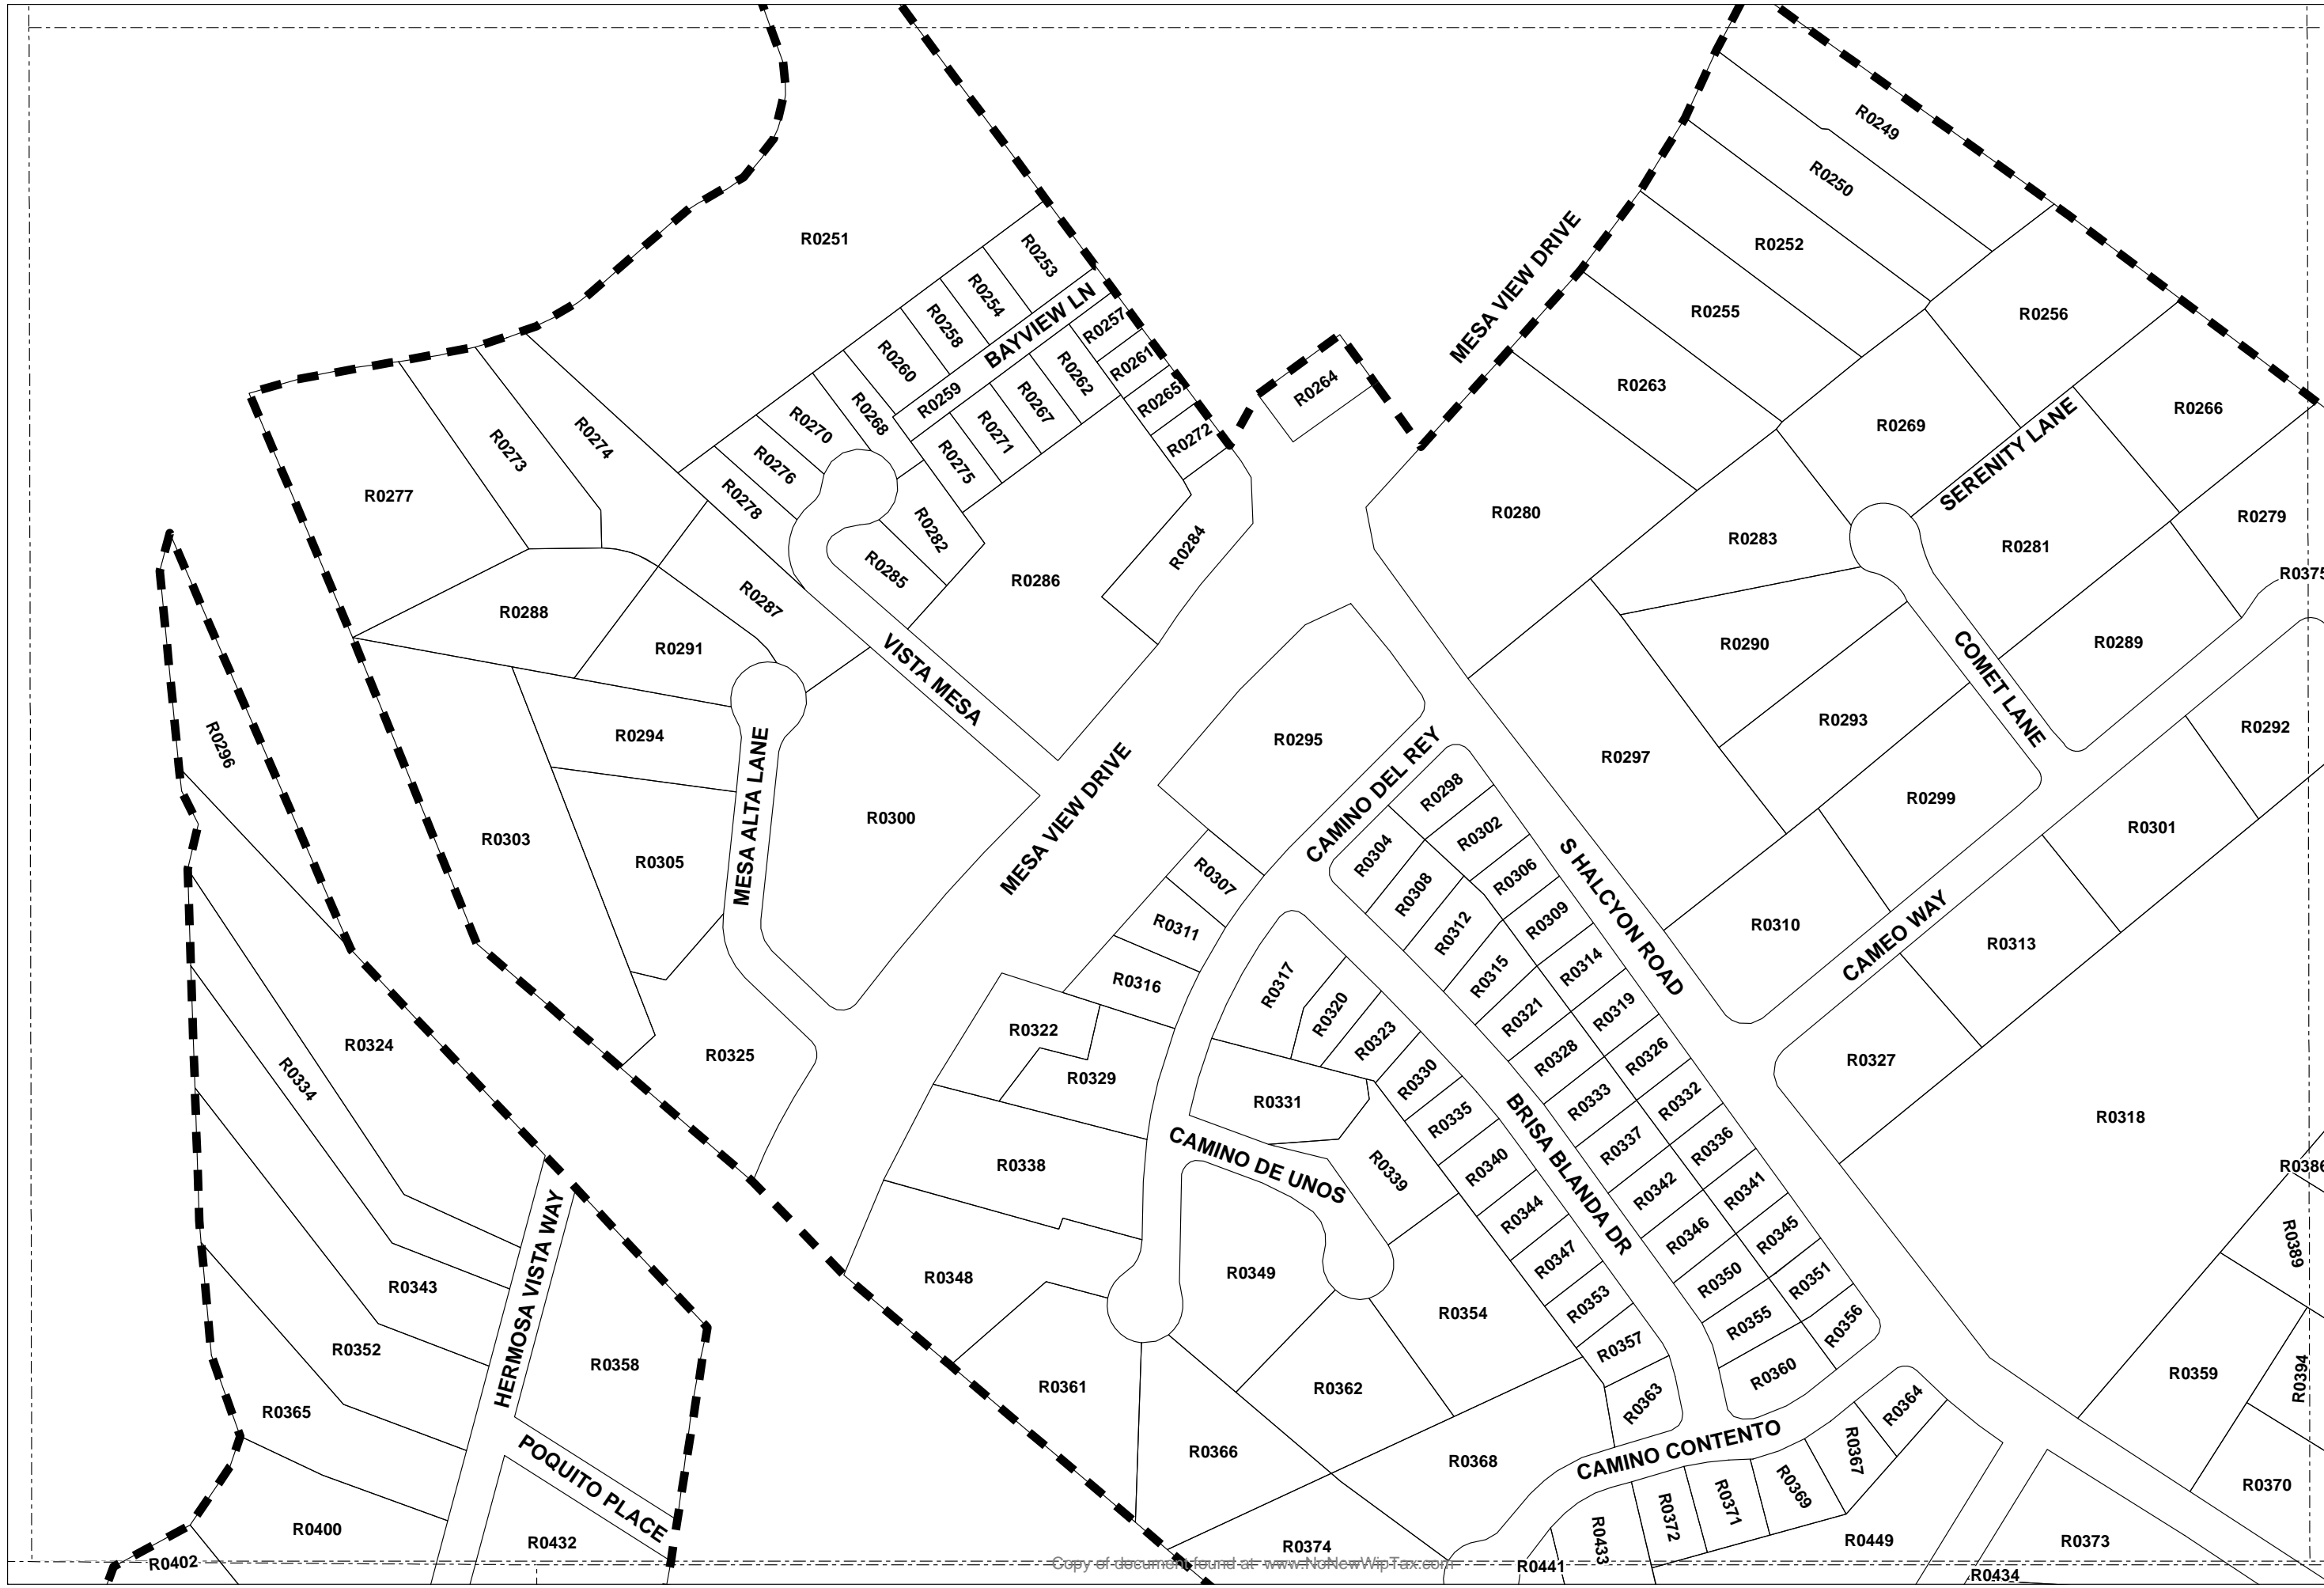 R0249
R0250
MESA VIEW DRIVE
R0251
R0252
R0253
R0254
R0255
R0256
BAYVIEW LN
R0257
R0258
R0259
R0260
R0261
R0262
R0263
R0264
R0265
R0266
R0267
R0268
R0269
R0270
R0271
R0272
R0273
R0274
R0275
R0276
R0277
R0278
SERENITY LANE
R0279
R0280
R0281
R0282
R0283
R0284
R0285
R0286
R0375
R0287
R0288
R0289
R0290
R0291
VISTA MESA
COMET LANE
R0292
R0293
R0294
R0295
R0296
R0297
MESA ALTA LANE
MESA VIEW DRIVE
CAMINO DEL REY
R0298
R0299
R0300
R0301
R0302
R0303
R0304
R0305
R0306
R0307
R0308
R0309
S HALCYON ROAD
R0310
R0311
R0312
CAMEO WAY
R0313
R0314
R0315
R0316
R0317
R0318
R0319
R0320
R0321
R0322
R0323
R0324
R0325
R0326
R0327
R0328
R0329
R0330
R0331
R0332
R0333
R0334
R0335
R0336
R0337
CAMINO DE UNOS
BRISA BLANDA DR
R0338
R0339
R0340
R0341
R0342
R0386
R0343
R0344
R0345
R0346
R0389
HERMOSA VISTA WAY
R0347
R0348
R0349
R0350
R0351
R0352
R0353
R0354
R0355
R0356
R0357
R0358
R0359
R0360
R0394
R0361
R0362
R0363
R0364
R0365
R0366
R0367
R0368
CAMINO CONTENTO
R0369
R0370
R0371
R0372
POQUITO PLACE
R0400
R0432
R0433
R0449
R0373
R0374
R0402
R0441
R0434
Copy of document found at www.NoNewWipTax.com